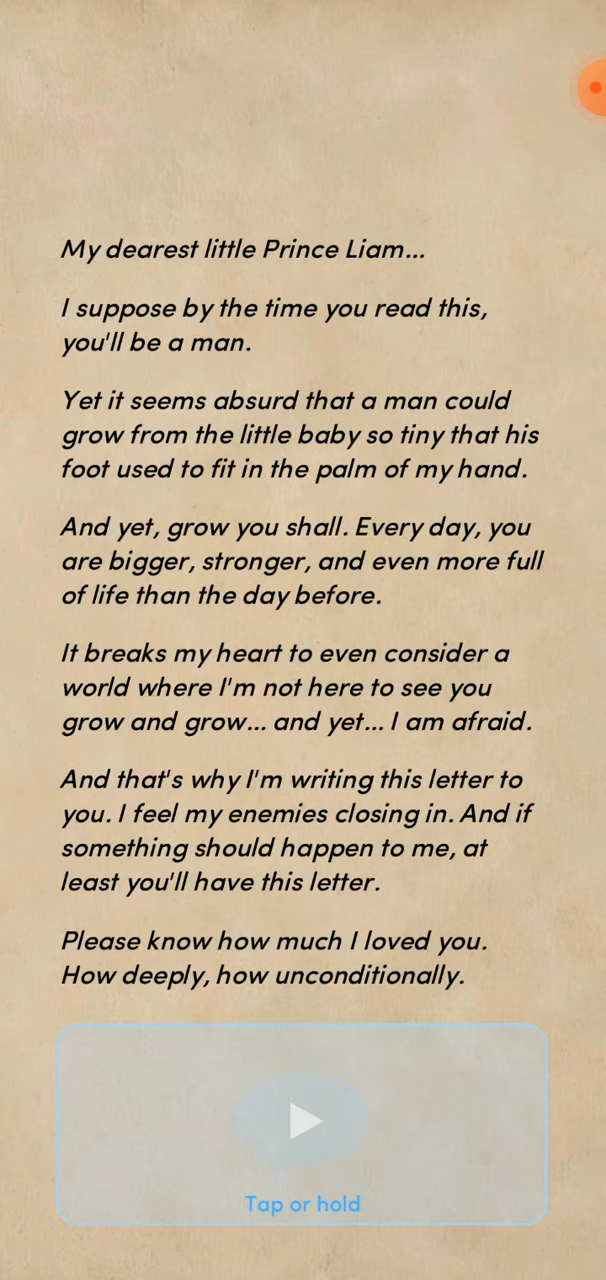 My dearest little Prince Liam...
I suppose by the time you read this,
you'll be a man.
Yet it seems absurd that a man could
grow from the little baby so tiny that his
foot used to fit in the palm of my hand.
And yet, grow you shall. Every day, you
are bigger, stronger, and even more full
of life than the day before.
It breaks my heart to even consider a
world where I'm not here to see you
grow and grow... and yet... I am afraid.
And that's why I'm writing this letter to
you. I feel my enemies closing in. And if
something should happen to me, at
least you'll have this letter.
Please know how much I loved you.
How deeply, how unconditionally.
Tap or hold